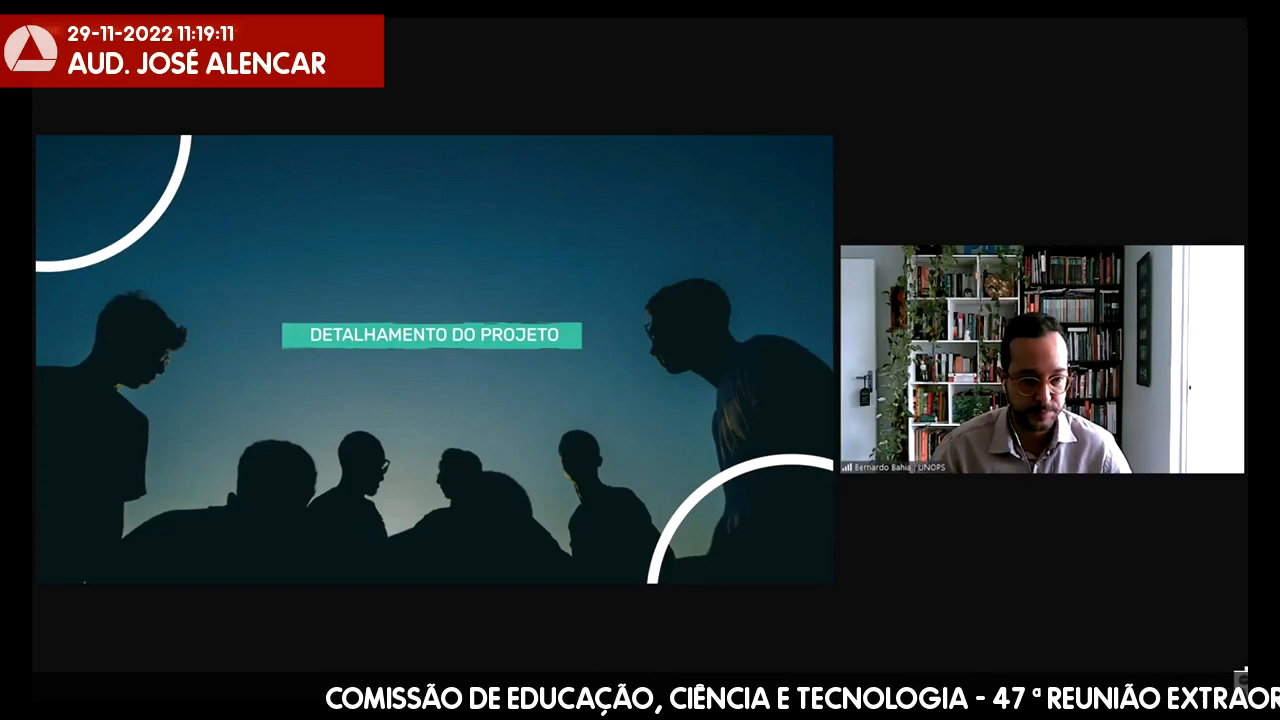 29-11-2022 11:19:11
AUD. JOSÉ ALENCAR
DETALHAMENTO DO PROJETO
Bernardo Bahia | UNOPS
COMISSÃO DE EDUCAÇÃO, CIÊNCIA E TECNOLOGIA - 47 ª REUNIÃO EXTRAOR